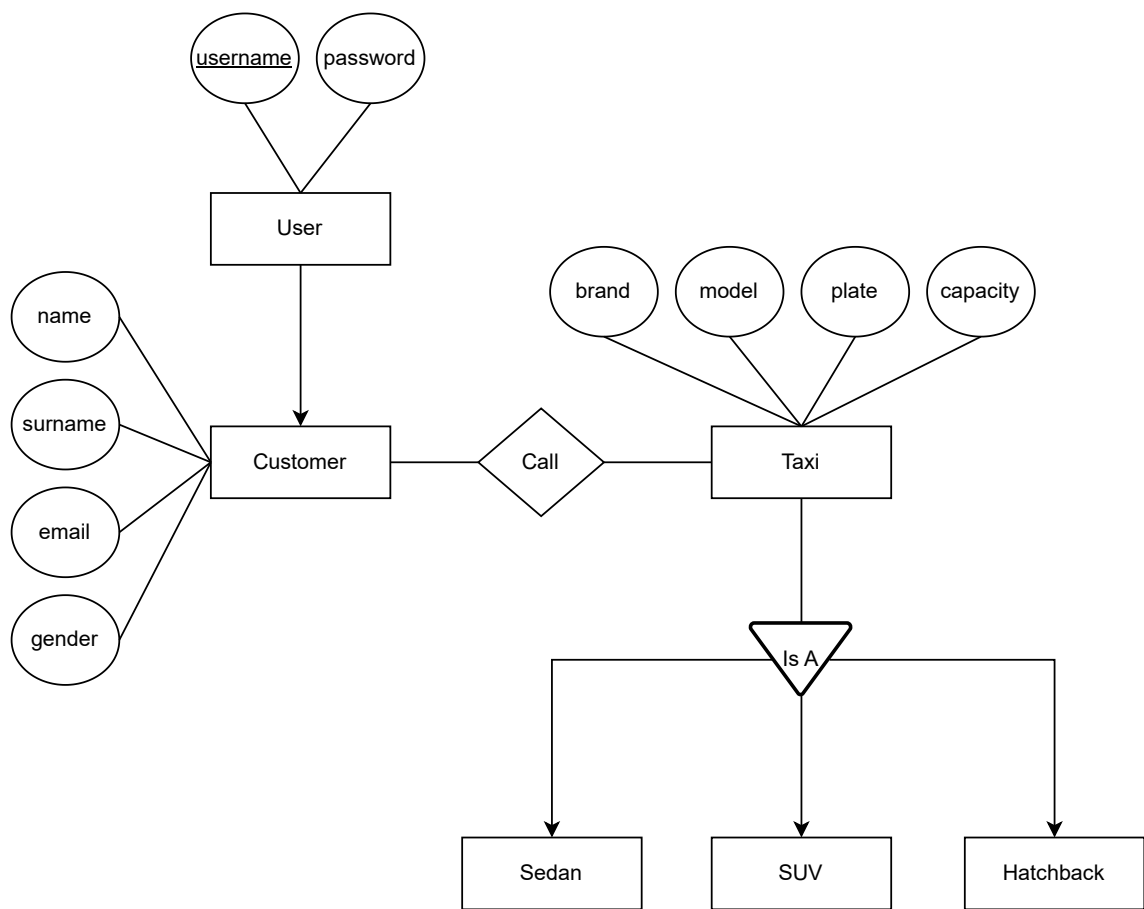 username
password
User
name
surname
email
gender
Customer
Call
brand
model
plate
capacity
Taxi
Is A
Sedan
SUV
Hatchback